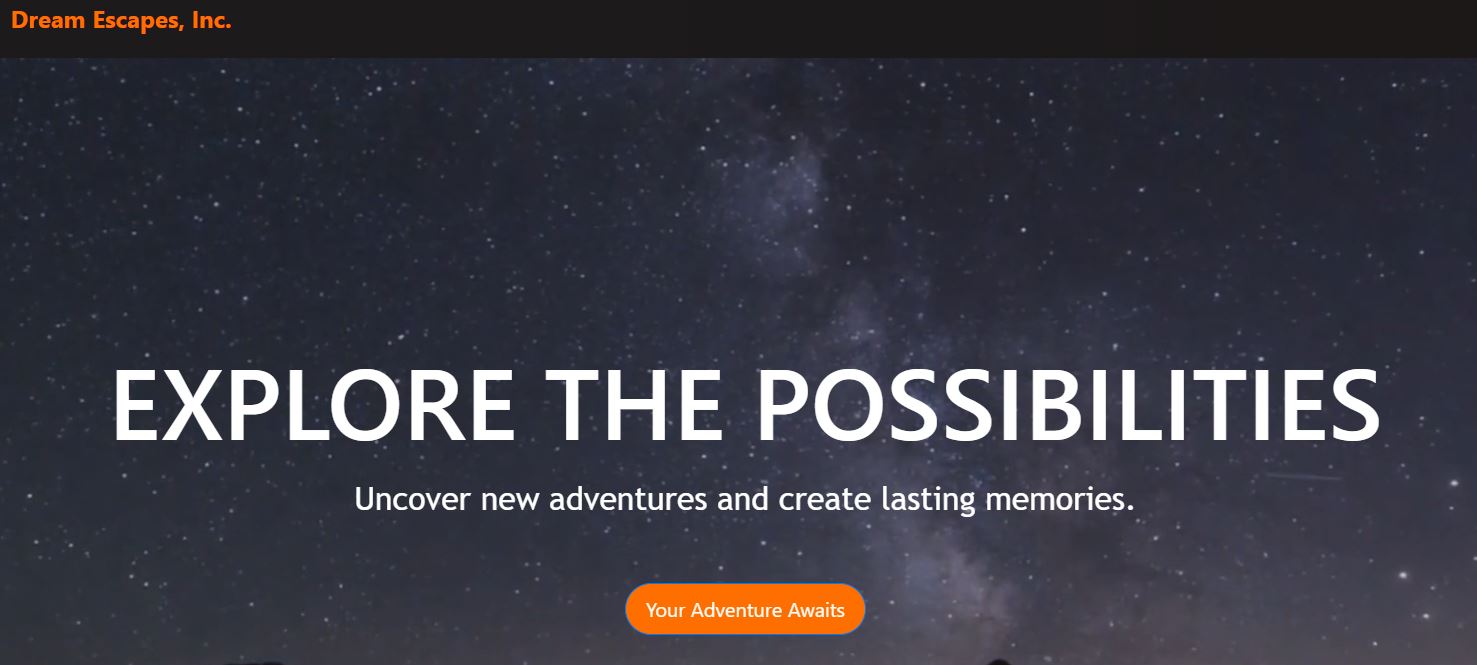 Dream Escapes, Inc.
EXPLORE THE POSSIBILITIES
Uncover new adventures and create lasting memories.
Your Adventure Awaits